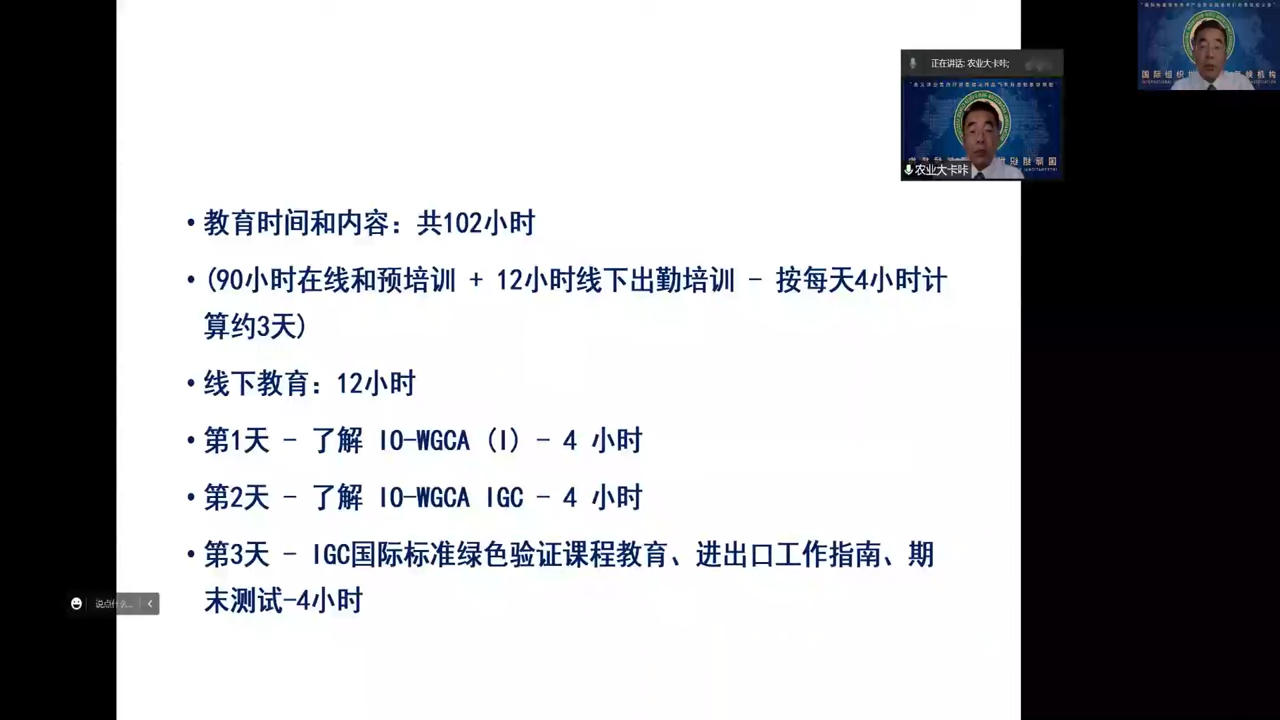 正在讲话: 农业大卡咔;
农业大卡咔
• 教育时间和内容：共102小时
• (90小时在线和预培训 + 12小时线下出勤培训 - 按每天4小时计
算约3天)
• 线下教育：12小时
• 第1天 - 了解 IO-WGCA (I) - 4 小时
• 第2天 - 了解 IO-WGCA IGC - 4 小时
• 第3天 - IGC国际标准绿色验证课程教育、进出口工作指南、期
末测试-4小时
说点什么...
国际组织
候机构